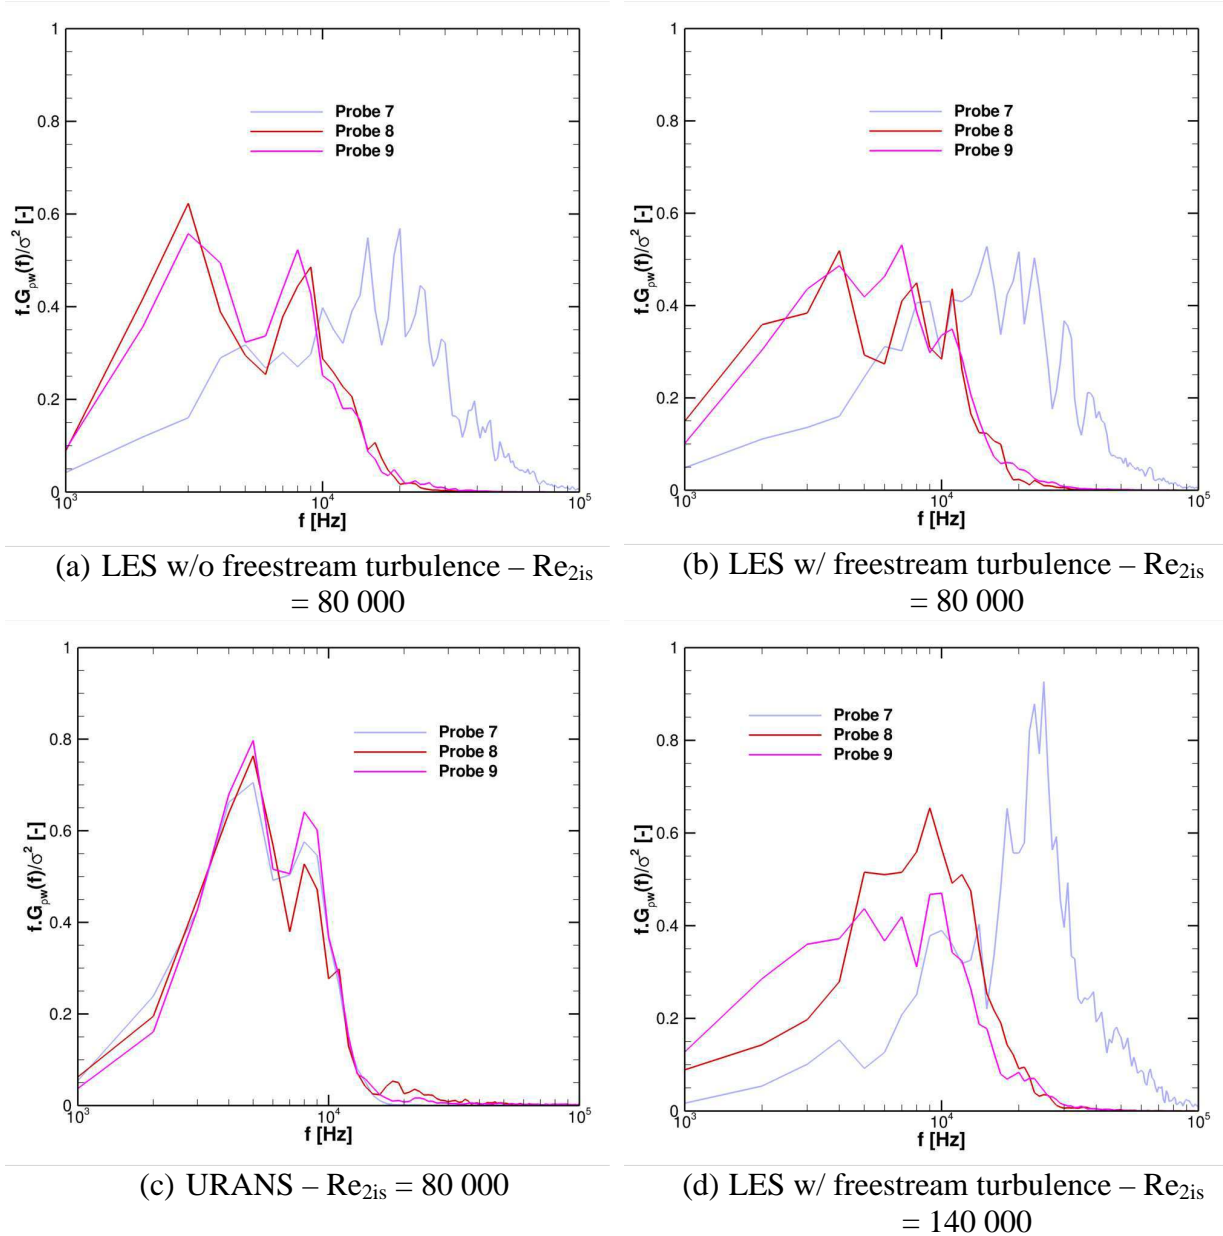 1
0.8
0.6
0.4
0.2
0
f.Gρw(f)/σ² [-]
Probe 7
Probe 8
Probe 9
10³
10⁴
10⁵
f [Hz]
(a) LES w/o freestream turbulence – Re2is
= 80 000
1
0.8
0.6
0.4
0.2
0
f.Gρw(f)/σ² [-]
Probe 7
Probe 8
Probe 9
10³
10⁴
10⁵
f [Hz]
(b) LES w/ freestream turbulence – Re2is
= 80 000
1
0.8
0.6
0.4
0.2
0
f.Gρw(f)/σ² [-]
Probe 7
Probe 8
Probe 9
10³
10⁴
10⁵
f [Hz]
(c) URANS – Re2is = 80 000
1
0.8
0.6
0.4
0.2
0
f.Gρw(f)/σ² [-]
Probe 7
Probe 8
Probe 9
10³
10⁴
10⁵
f [Hz]
(d) LES w/ freestream turbulence – Re2is
= 140 000